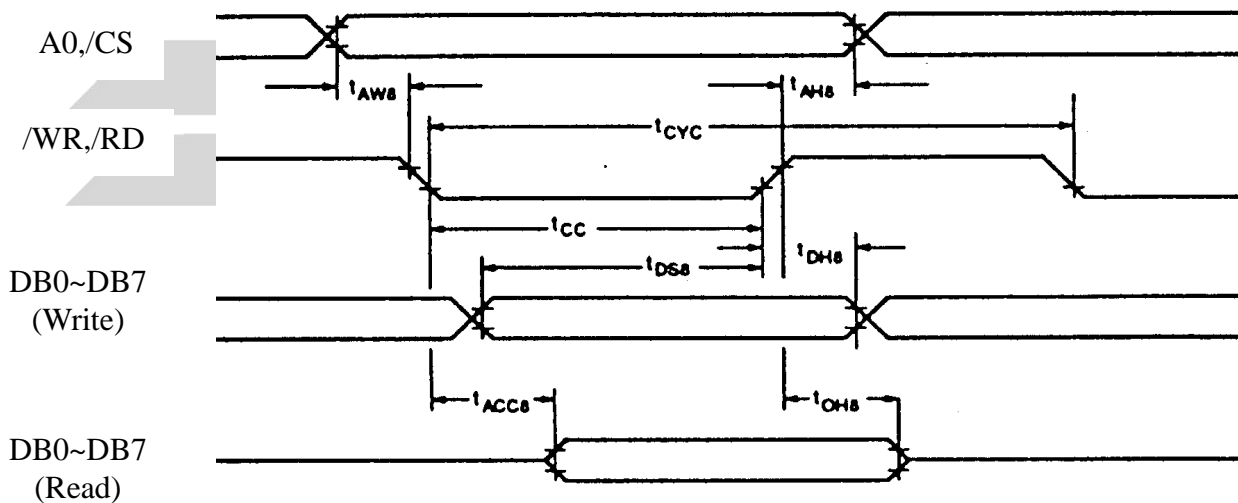 A0,/CS
tAW8
tAH8
/WR,/RD
tCYC
tCC
tDS8
tDH8
DB0~DB7
(Write)
tACC8
tOH8
DB0~DB7
(Read)